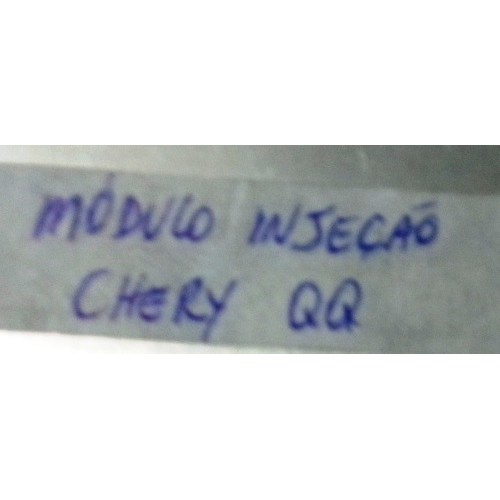 MÓDULO INJEÇÃO
CHERY QQ